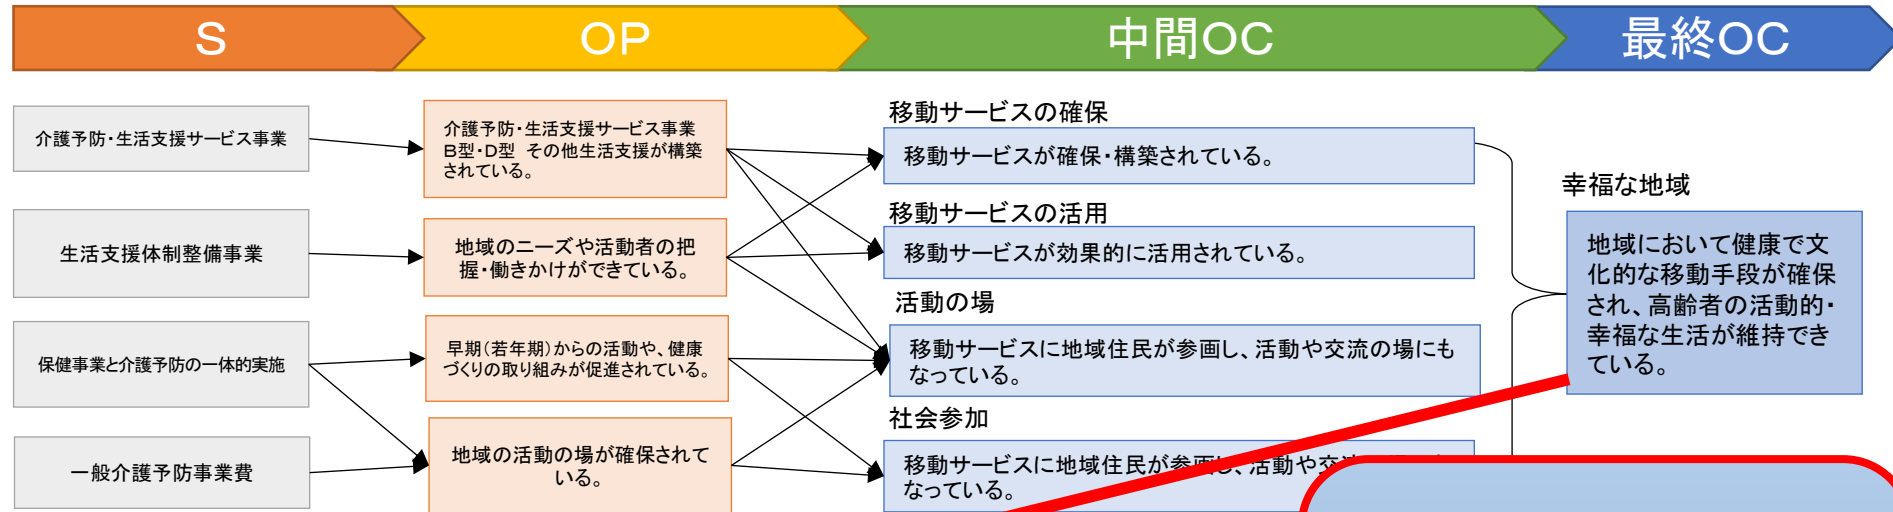 S
OP
中間OC
最終OC
介護予防・生活支援サービス事業
生活支援体制整備事業
保健事業と介護予防の一体的実施
一般介護予防事業費
介護予防・生活支援サービス事業
B型・D型 その他生活支援が構築
されている。
地域のニーズや活動者の把
握・働きかけができている。
早期(若年期)からの活動や、健康
づくりの取り組みが促進されている。
地域の活動の場が確保されて
いる。
移動サービスの確保
移動サービスが確保・構築されている。
移動サービスの活用
移動サービスが効果的に活用されている。
活動の場
移動サービスに地域住民が参画し、活動や交流の場にも
なっている。
社会参加
移動サービスに地域住民が参画し、活動や交
なっている。
幸福な地域
地域において健康で文
化的な移動手段が確保
され、高齢者の活動的・
幸福な生活が維持でき
ている。